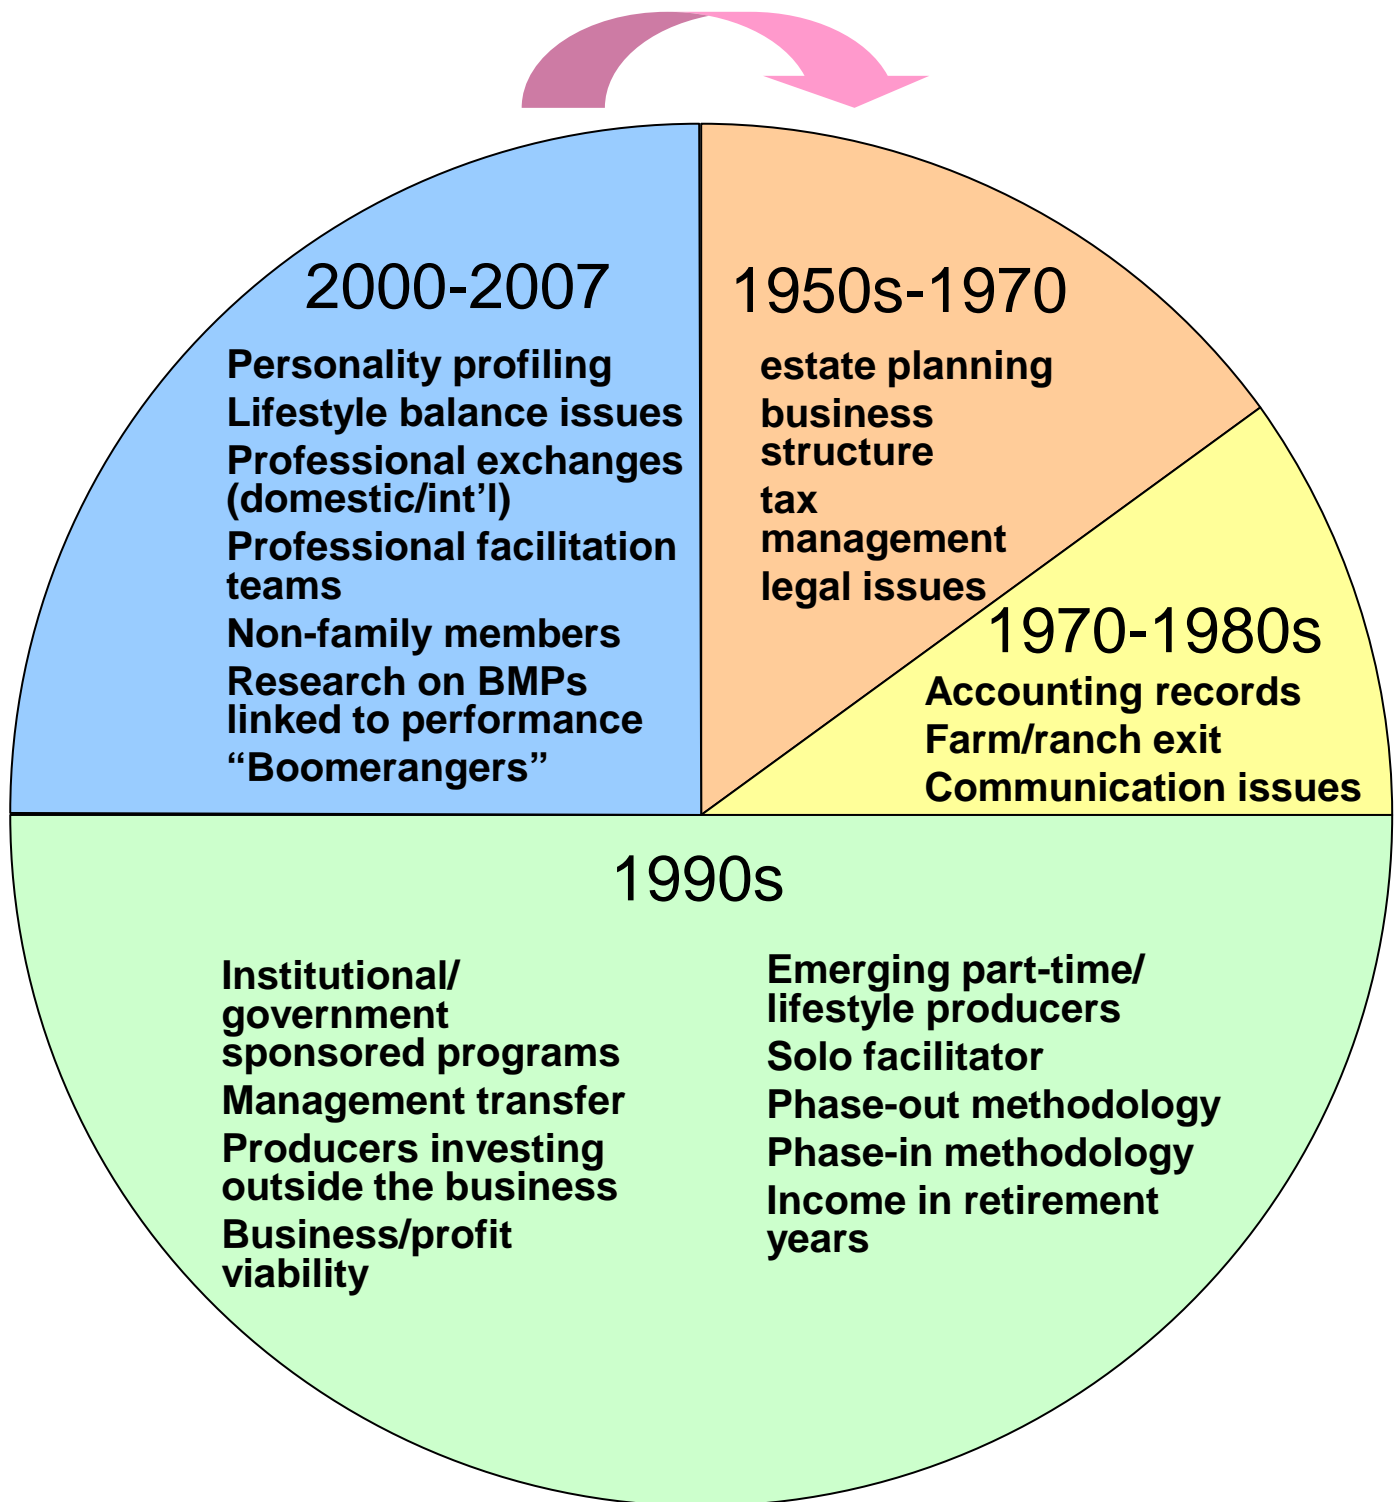 2000-2007
Personality profiling
Lifestyle balance issues
Professional exchanges
(domestic/int’l)
Professional facilitation
teams
Non-family members
Research on BMPs
linked to performance
“Boomerangers”
1950s-1970
estate planning
business
structure
tax
management
legal issues
1970-1980s
Accounting records
Farm/ranch exit
Communication issues
1990s
Institutional/
government
sponsored programs
Management transfer
Producers investing
outside the business
Business/profit
viability
Emerging part-time/
lifestyle producers
Solo facilitator
Phase-out methodology
Phase-in methodology
Income in retirement
years